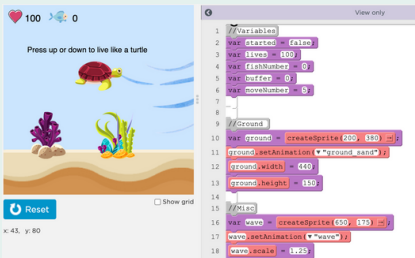 100 : 0
Press up or down to live like a turtle
Reset
Show grid
x: 43, y: 80
View only
1 //Variables
2 var started = false;
3 var lives = 100;
4 var fishNumber = 0;
5 var buffer = 0;
6 var moveNumber = 5;
7
8
9 //Ground
10 var ground = createSprite(200, 380);
11 ground.setAnimation(▼"ground_sand");
12 ground.width = 440;
13 ground.height = 150;
14
15 //Misc
16 var wave = createSprite(650, 175);
17 wave.setAnimation(▼"wave");
18 wave.scale = 1.25;